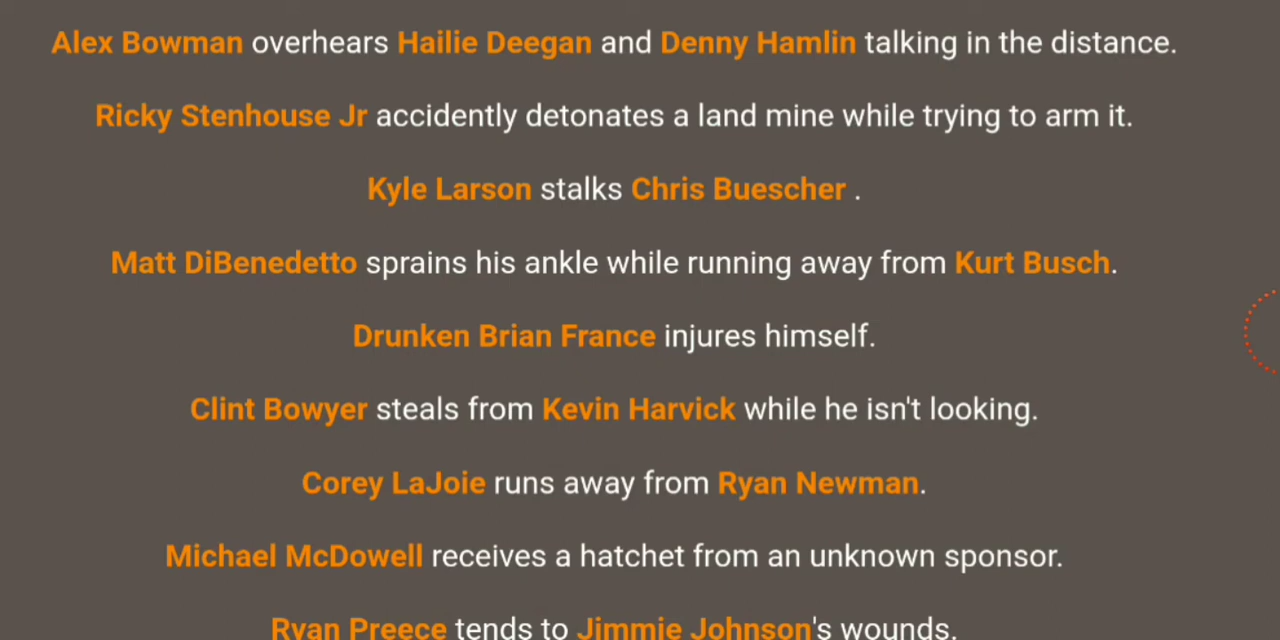 Alex Bowman overhears Hailie Deegan and Denny Hamlin talking in the distance.
Ricky Stenhouse Jr accidently detonates a land mine while trying to arm it.
Kyle Larson stalks Chris Buescher .
Matt DiBenedetto sprains his ankle while running away from Kurt Busch.
Drunken Brian France injures himself.
Clint Bowyer steals from Kevin Harvick while he isn't looking.
Corey LaJoie runs away from Ryan Newman.
Michael McDowell receives a hatchet from an unknown sponsor.
Ryan Preece tends to Jimmie Johnson's wounds.